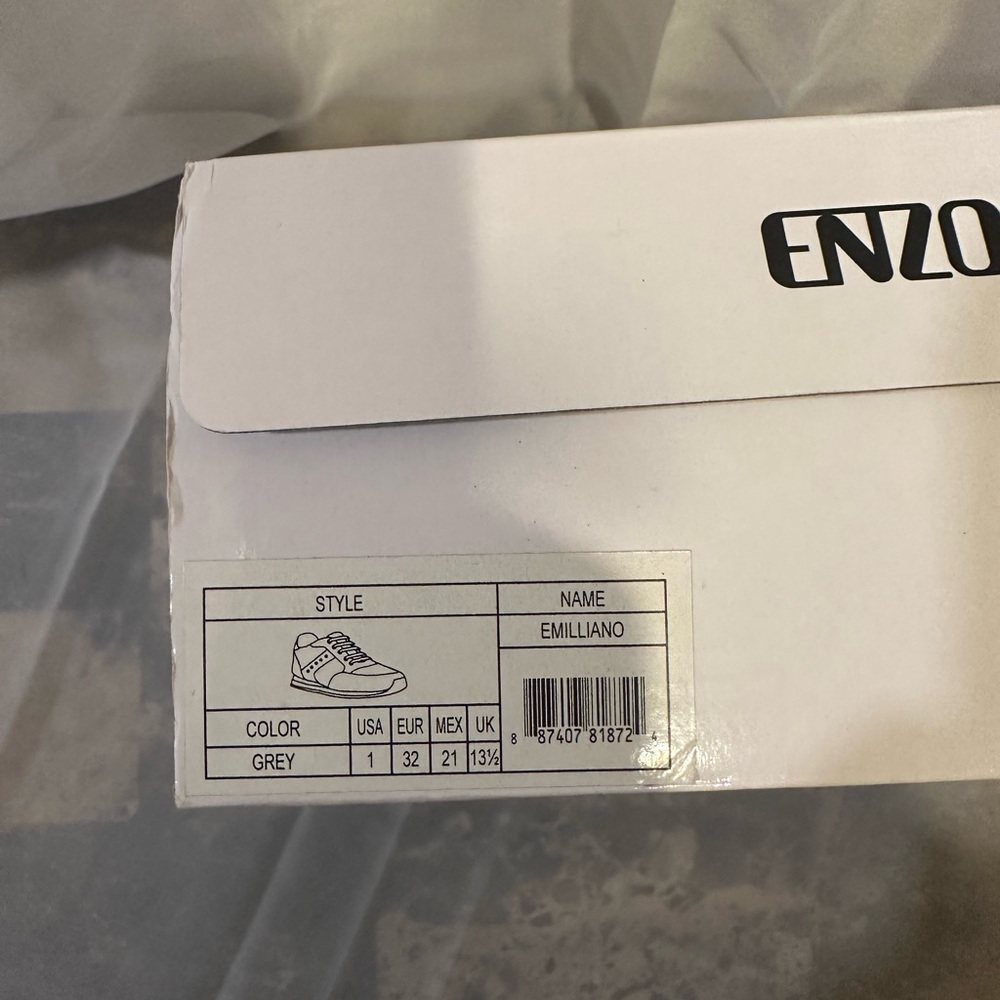 ENZO
STYLE NAME
EMILLIANO
COLOR USA EUR MEX UK
GREY 1 32 21 13½
8 87407 81872 4